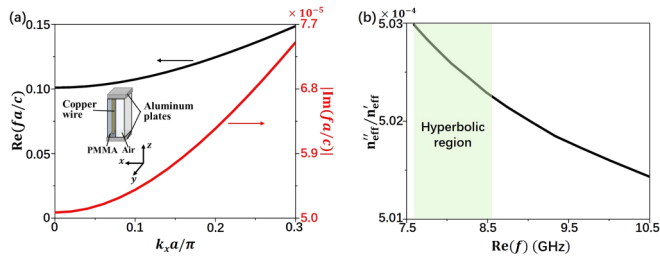 (a)
0.15
0.10
0.05
0
Re(fa/c)
0
0.1
0.2
0.3
kₓa/π
× 10⁻⁵
7.7
6.8
5.9
5.0
|Im(fa/c)|
Copper
wire
Aluminum
plates
PMMA
Air
z
x
y
(b)
× 10⁻⁴
5.03
5.02
5.01
n″eff/n′eff
Hyperbolic
region
7.5
8.5
9.5
10.5
Re(f) (GHz)